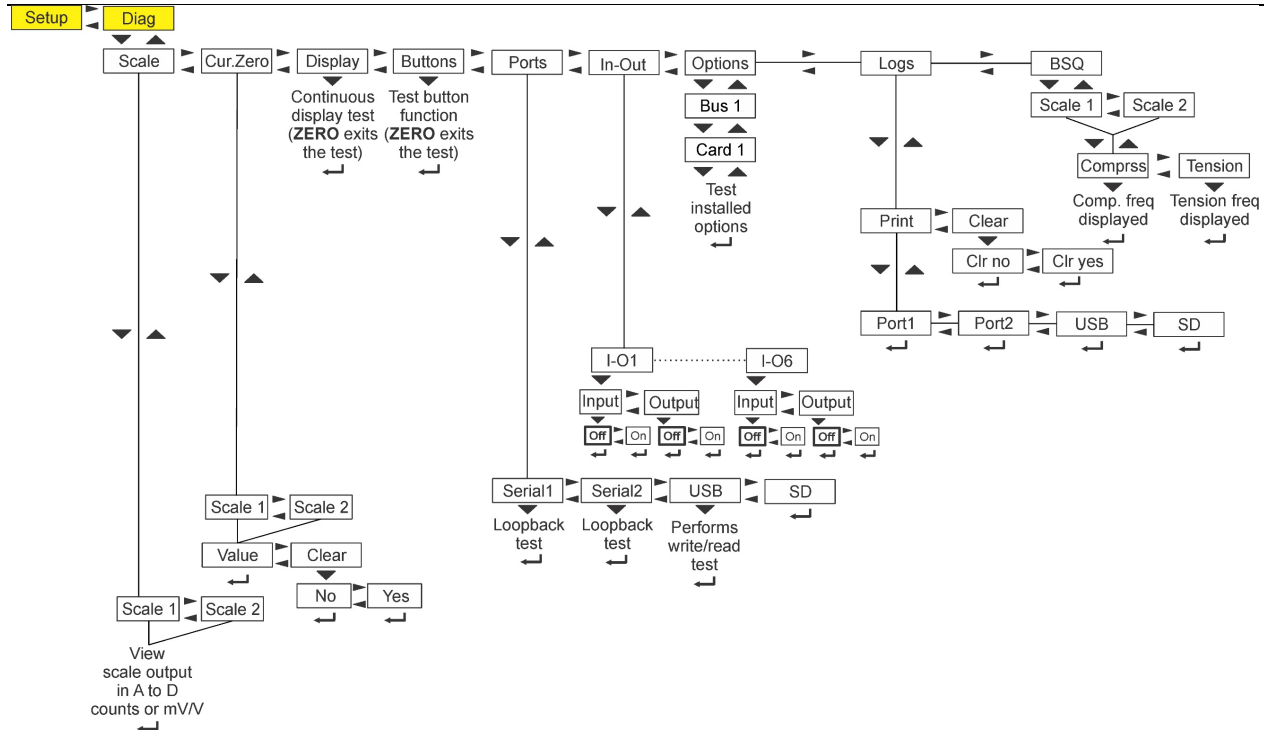 Setup
Diag
Scale
Cur.Zero
Display
Buttons
Ports
In-Out
Options
Logs
BSQ
Continuous
display test
(ZERO exits
the test)
Test button
function
(ZERO exits
the test)
Bus 1
Card 1
Test
installed
options
Scale 1
Scale 2
Comprss
Tension
Comp. freq
displayed
Tension freq
displayed
Print
Clear
Clr no
Clr yes
Port1
Port2
USB
SD
I-O1
I-O6
Input
Output
Input
Output
Off
On
Off
On
Off
On
Off
On
Serial1
Serial2
USB
SD
Loopback
test
Loopback
test
Performs
write/read
test
Scale 1
Scale 2
Value
Clear
No
Yes
Scale 1
Scale 2
View
scale output
in A to D
counts or mV/V